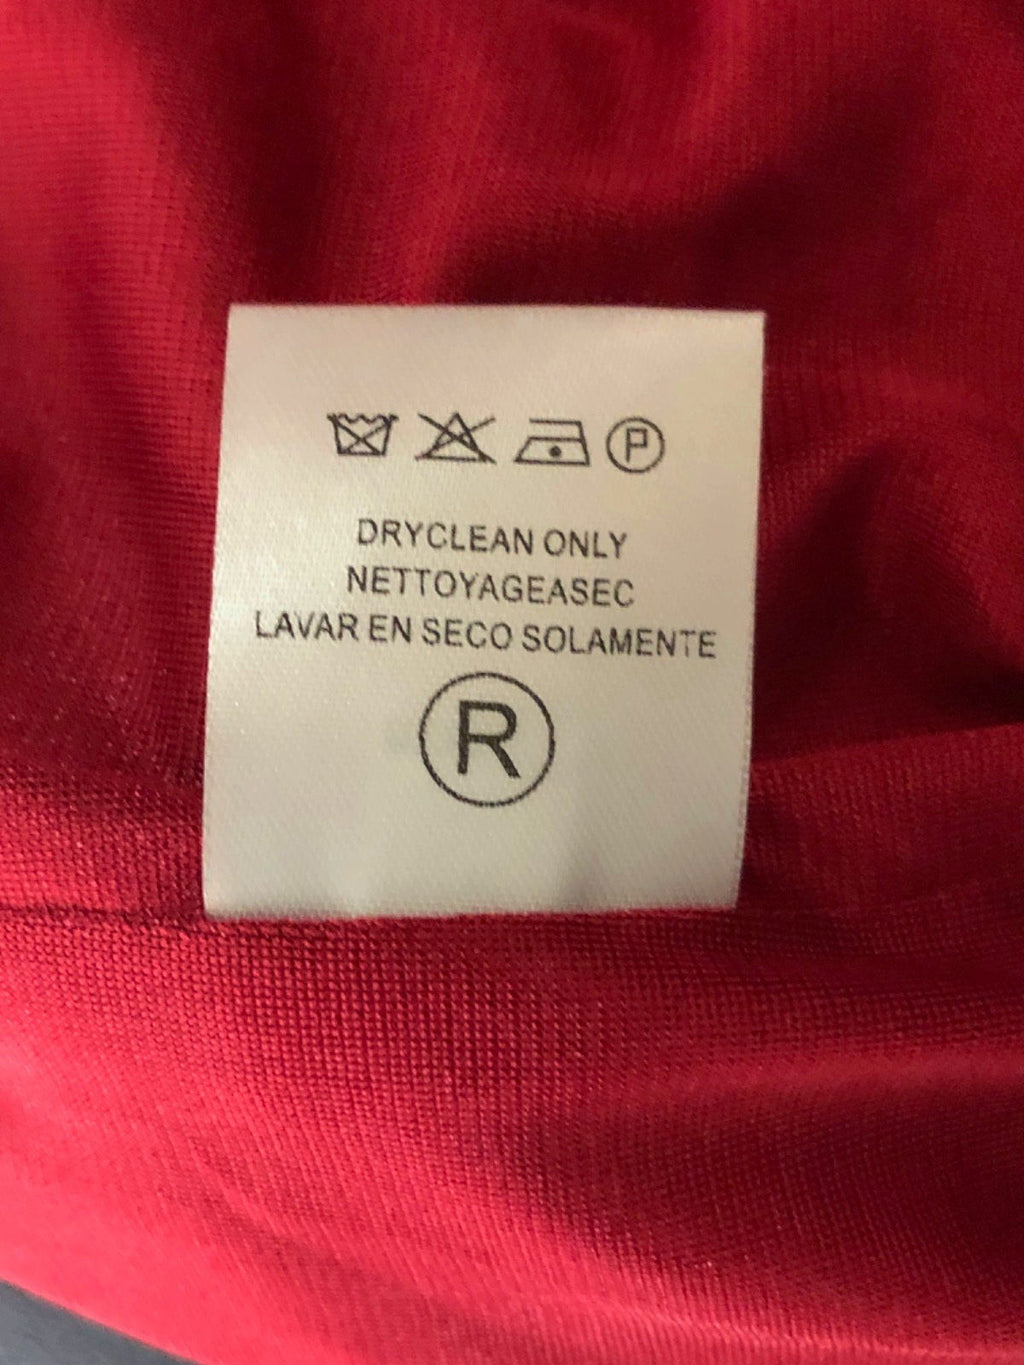 P
DRYCLEAN ONLY
NETTOYAGEASEC
LAVAR EN SECO SOLAMENTE
R